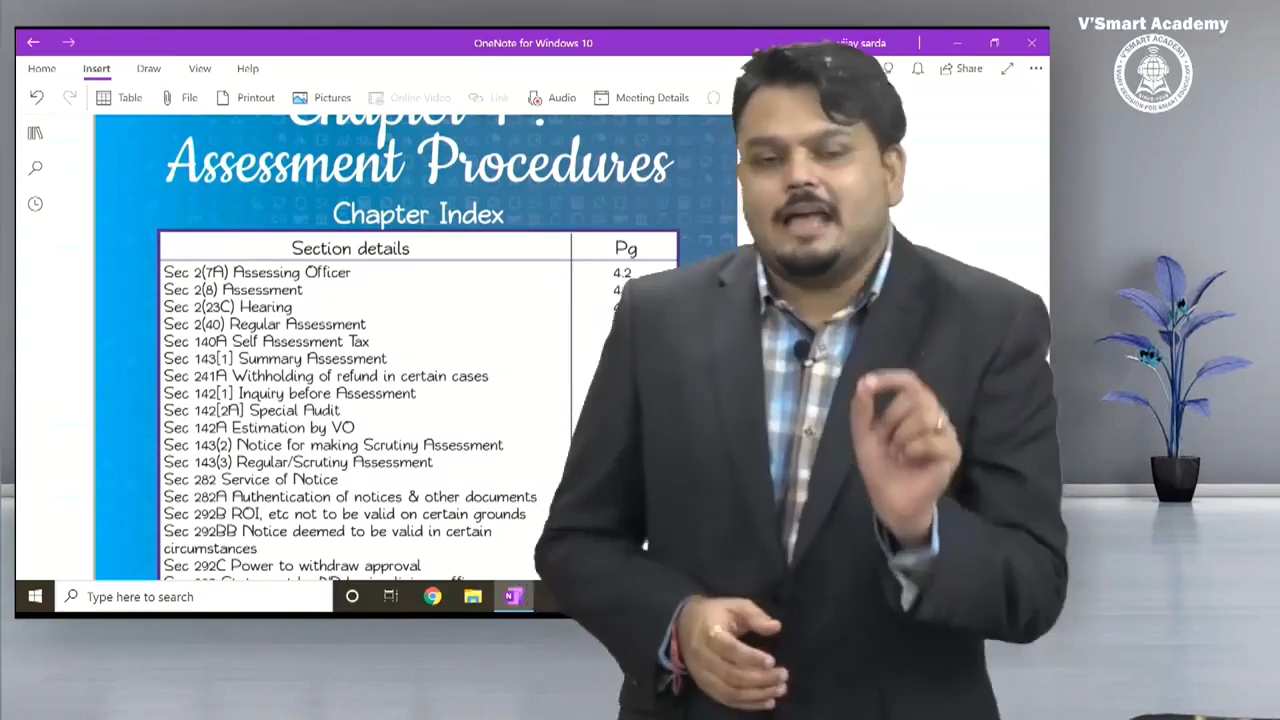 V'Smart Academy
OneNote for Windows 10
vijay sarda
Home Insert Draw View Help
Share
Table File Printout Pictures Online Video Link Audio Meeting Details
Chapter
Assessment Procedures
Chapter Index
Section details Pg
Sec 2(7A) Assessing Officer 4.2
Sec 2(8) Assessment
Sec 2(23C) Hearing
Sec 2(40) Regular Assessment
Sec 140A Self Assessment Tax
Sec 143[1] Summary Assessment
Sec 241A Withholding of refund in certain cases
Sec 142[1] Inquiry before Assessment
Sec 142[2A] Special Audit
Sec 142A Estimation by VO
Sec 143(2) Notice for making Scrutiny Assessment
Sec 143(3) Regular/Scrutiny Assessment
Sec 282 Service of Notice
Sec 282A Authentication of notices & other documents
Sec 292B ROI, etc not to be valid on certain grounds
Sec 292BB Notice deemed to be valid in certain
circumstances
Sec 292C Power to withdraw approval
Type here to search